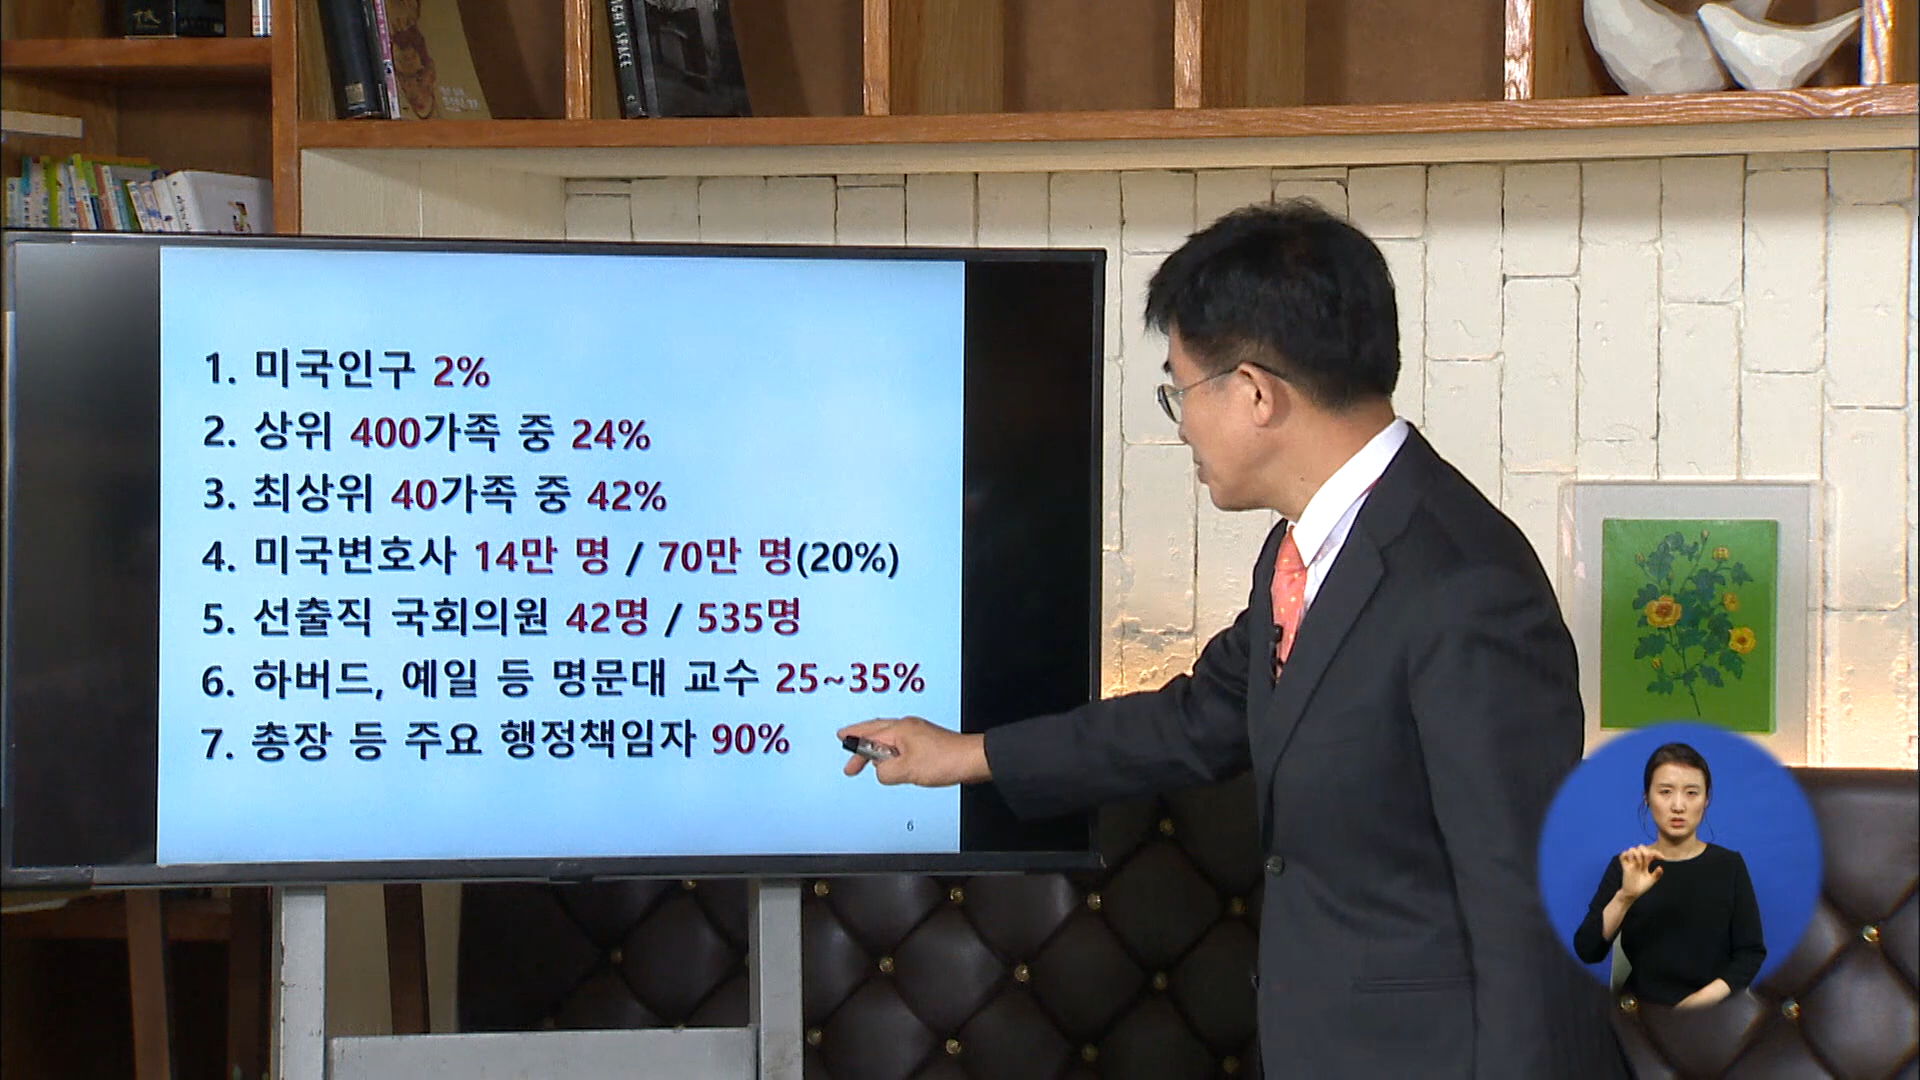 IGHT SPACE
1. 미국인구 2%
2. 상위 400가족 중 24%
3. 최상위 40가족 중 42%
4. 미국변호사 14만 명 / 70만 명(20%)
5. 선출직 국회의원 42명 / 535명
6. 하버드, 예일 등 명문대 교수 25~35%
7. 총장 등 주요 행정책임자 90%
6